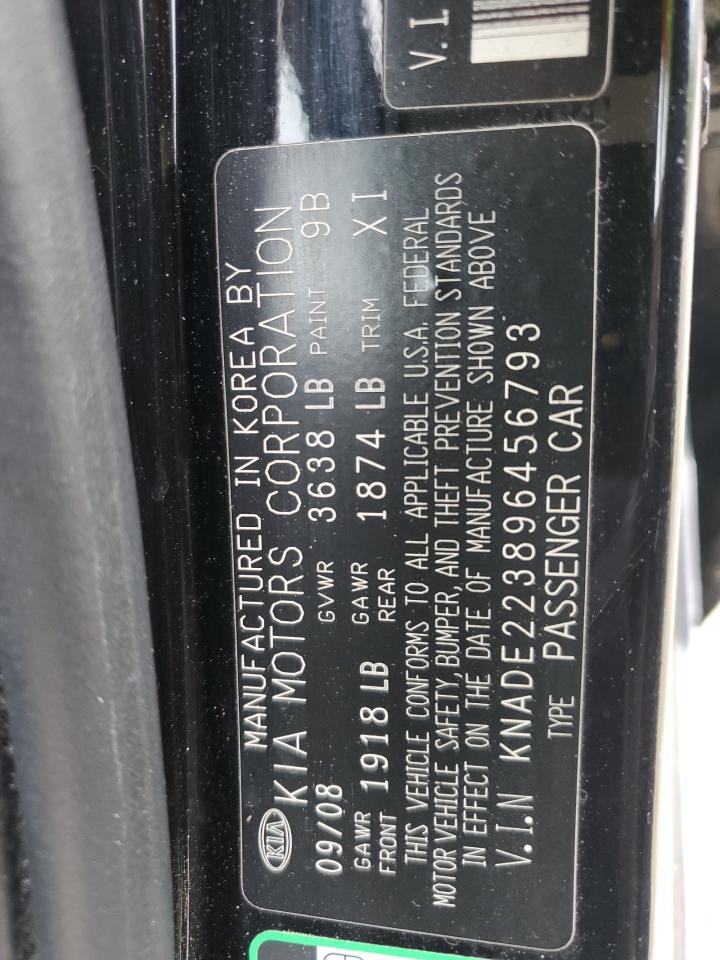 MANUFACTURED IN KOREA BY
KIA KIA MOTORS CORPORATION
09/08 GVWR 3638 LB PAINT 9B
GAWR FRONT 1918 LB GAWR REAR 1874 LB TRIM XI
THIS VEHICLE CONFORMS TO ALL APPLICABLE U.S.A. FEDERAL
MOTOR VEHICLE SAFETY, BUMPER, AND THEFT PREVENTION STANDARDS
IN EFFECT ON THE DATE OF MANUFACTURE SHOWN ABOVE
V.I.N KNADE223896456793
TYPE PASSENGER CAR
V.I